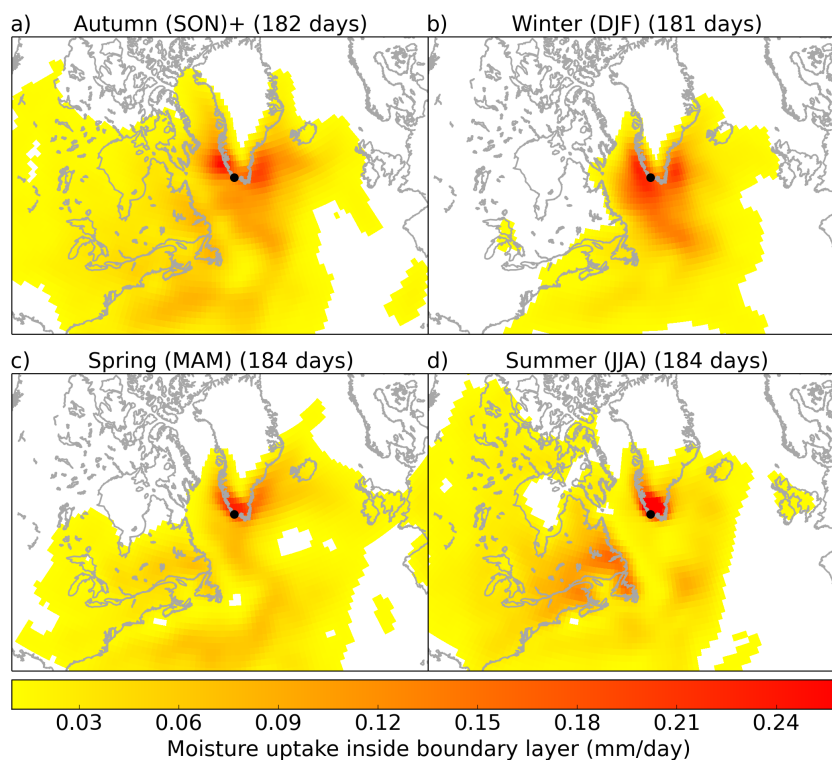 a) Autumn (SON)+ (182 days)
b) Winter (DJF) (181 days)
c) Spring (MAM) (184 days)
d) Summer (JJA) (184 days)
0.03 0.06 0.09 0.12 0.15 0.18 0.21 0.24
Moisture uptake inside boundary layer (mm/day)